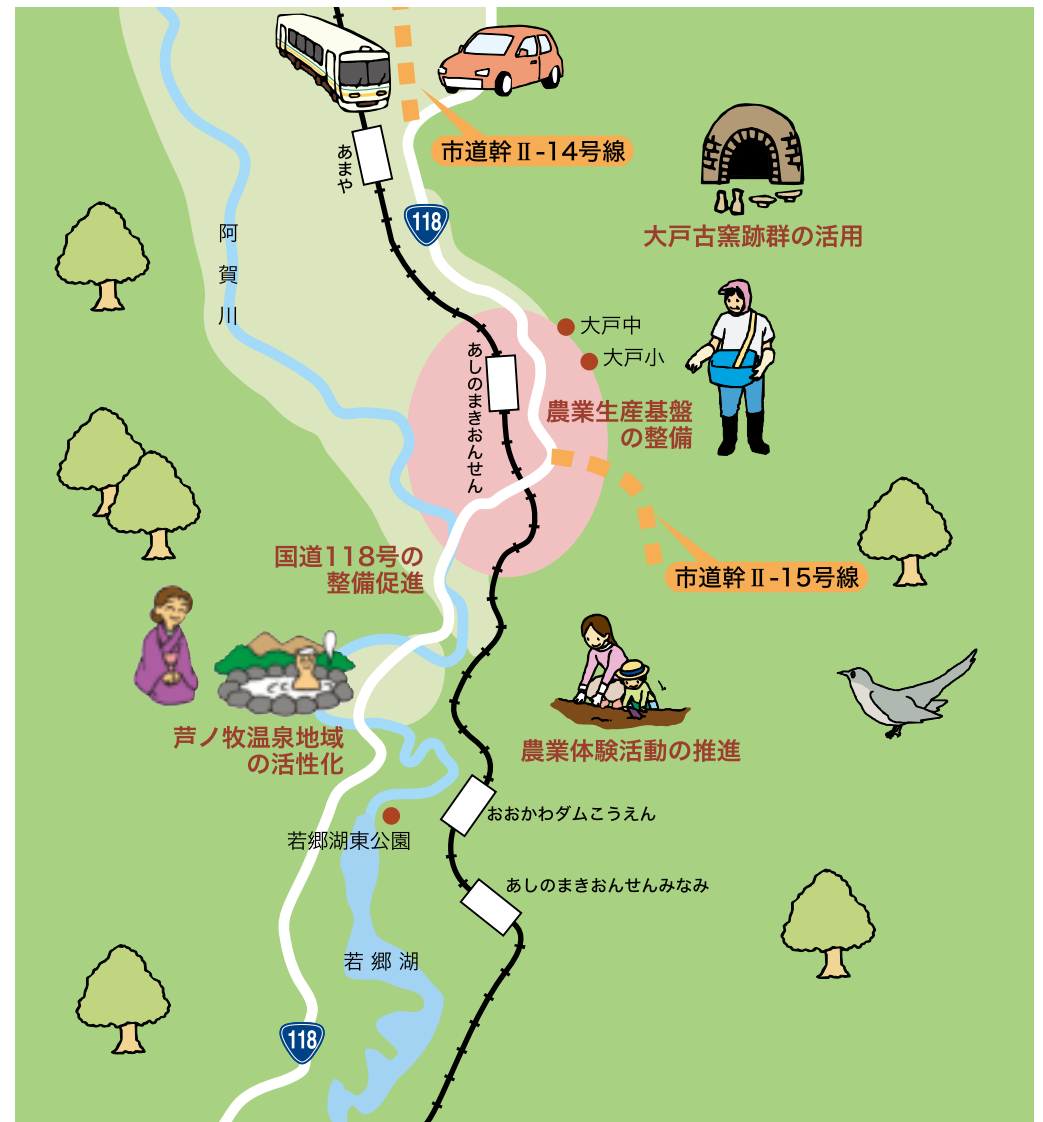 市道幹Ⅱ-14号線
あまや
118
大戸古窯跡群の活用
阿賀川
大戸中
大戸小
あしのまきおんせん
農業生産基盤
の整備
国道118号の
整備促進
市道幹Ⅱ-15号線
芦ノ牧温泉地域
の活性化
農業体験活動の推進
おおかわダムこうえん
若郷湖東公園
あしのまきおんせんみなみ
若郷湖
118